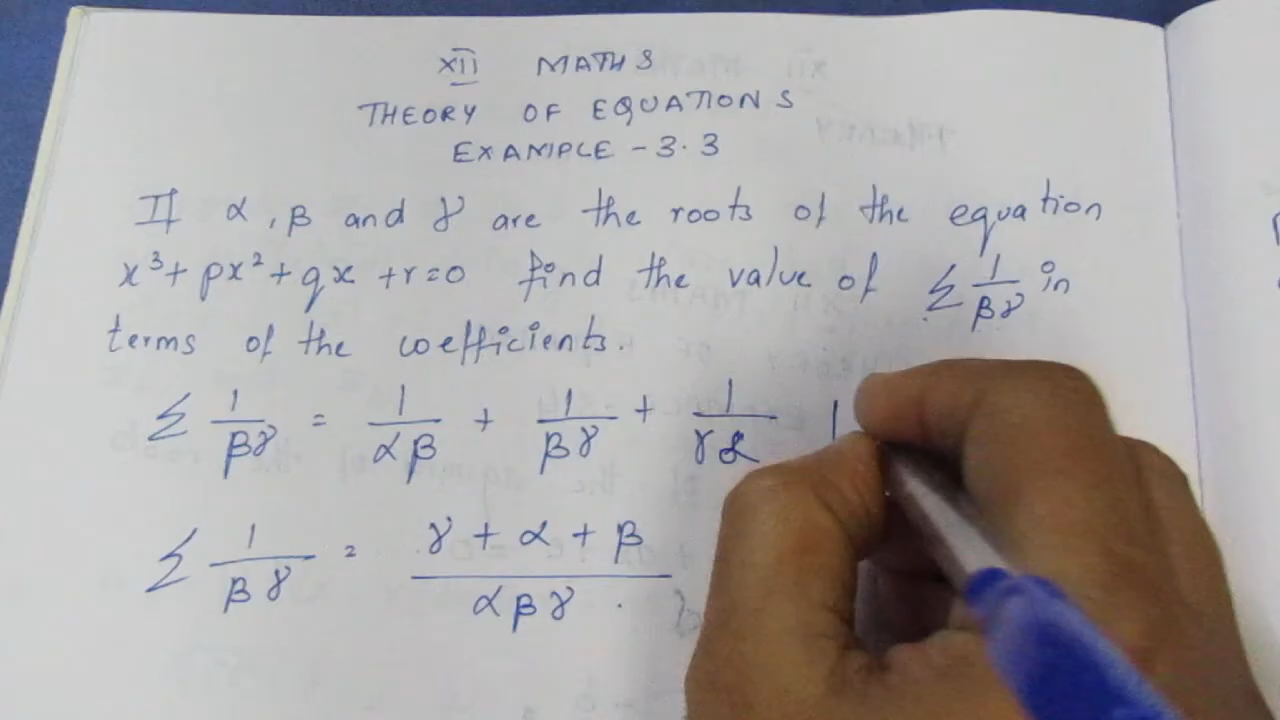 XII MATHS
THEORY OF EQUATIONS
EXAMPLE - 3.3
If α, β and γ are the roots of the equation
x³ + px² + qx + r = 0 find the value of Σ 1/βγ in
terms of the coefficients.
Σ 1/βγ = 1/αβ + 1/βγ + 1/γα
Σ 1/βγ = γ + α + β / αβγ